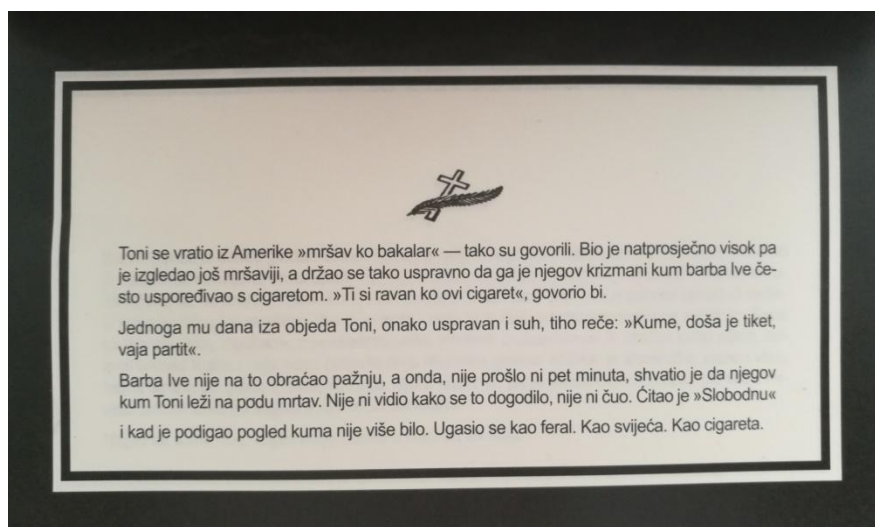 Toni se vratio iz Amerike »mršav ko bakalar« — tako su govorili. Bio je natprosječno visok pa
je izgledao još mršaviji, a držao se tako uspravno da ga je njegov krizmani kum barba Ive če-
sto uspoređivao s cigaretom. »Ti si ravan ko ovi cigaret«, govorio bi.
Jednoga mu dana iza objeda Toni, onako uspravan i suh, tiho reče: »Kume, doša je tiket,
vaja partit«.
Barba Ive nije na to obraćao pažnju, a onda, nije prošlo ni pet minuta, shvatio je da njegov
kum Toni leži na podu mrtav. Nije ni vidio kako se to dogodilo, nije ni čuo. Čitao je »Slobodnu«
i kad je podigao pogled kuma nije više bilo. Ugasio se kao feral. Kao svijeća. Kao cigareta.